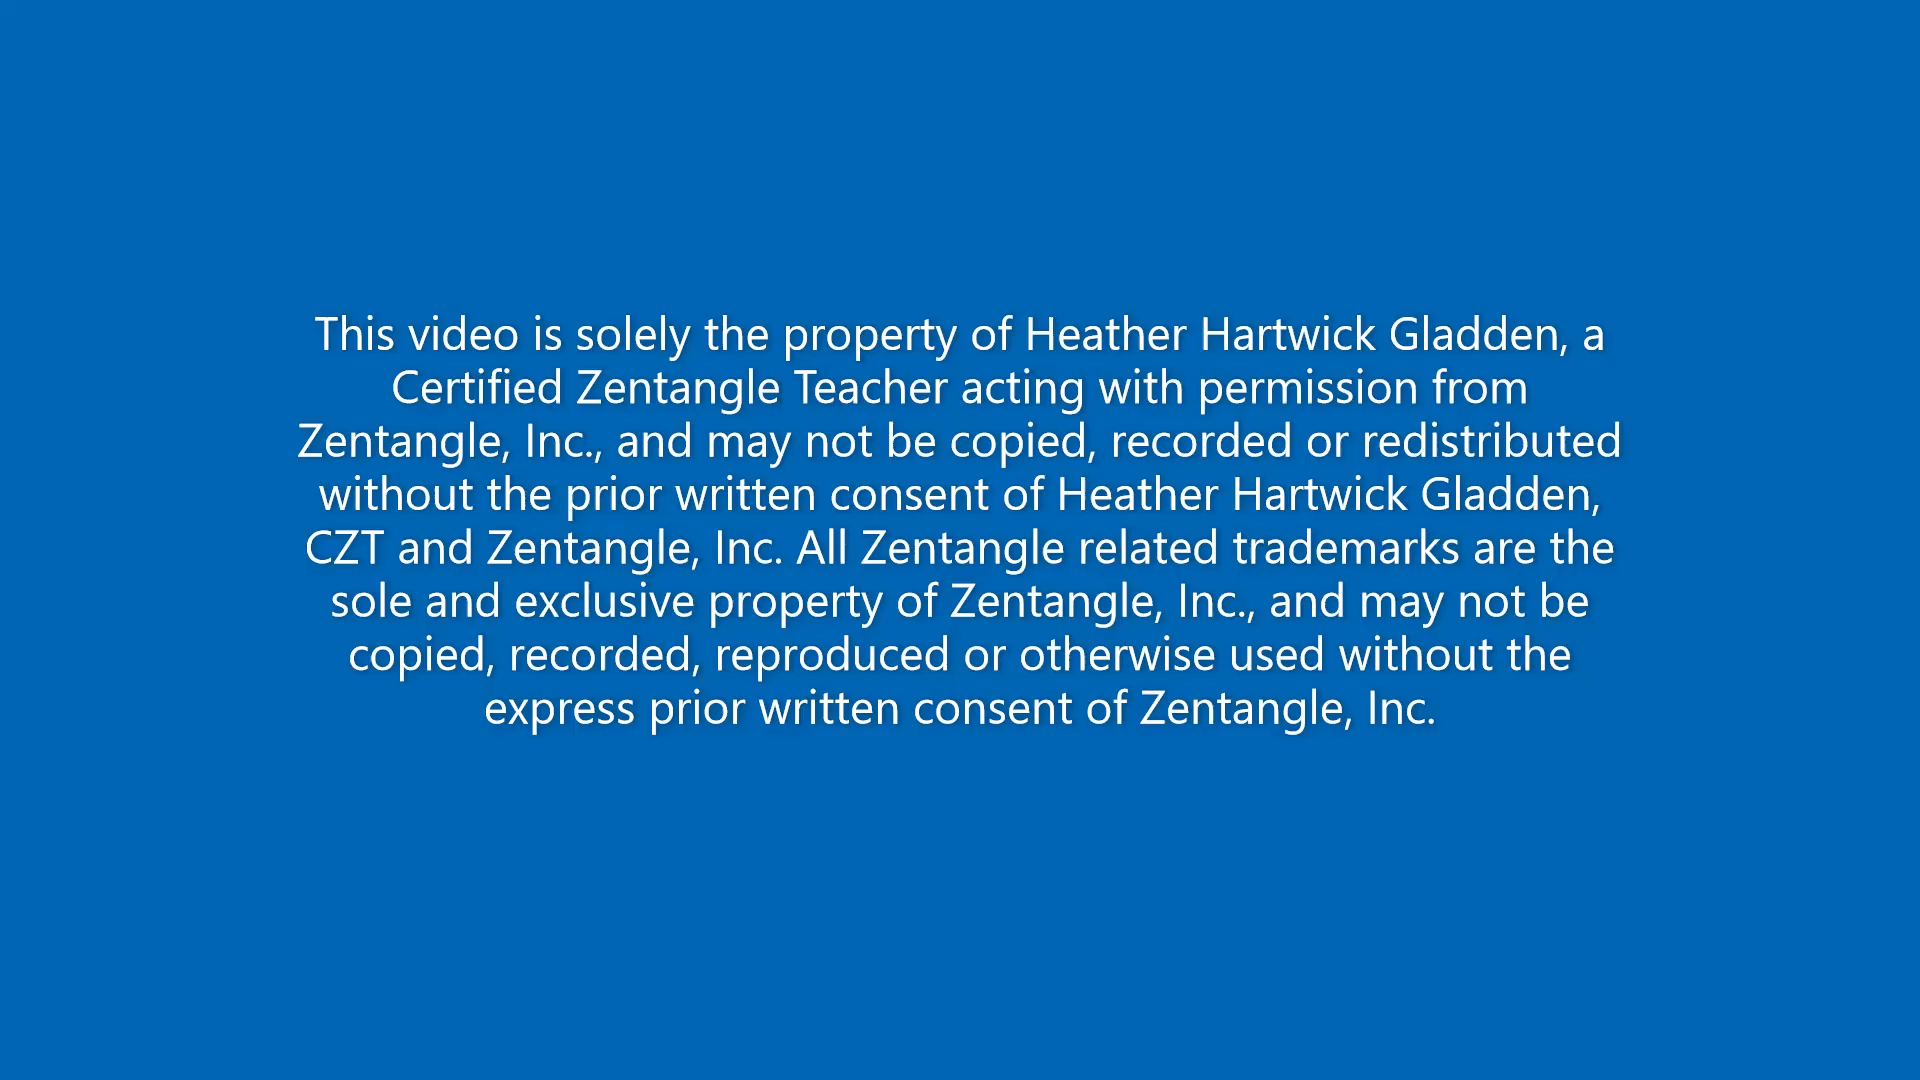 This video is solely the property of Heather Hartwick Gladden, a
Certified Zentangle Teacher acting with permission from
Zentangle, Inc., and may not be copied, recorded or redistributed
without the prior written consent of Heather Hartwick Gladden,
CZT and Zentangle, Inc. All Zentangle related trademarks are the
sole and exclusive property of Zentangle, Inc., and may not be
copied, recorded, reproduced or otherwise used without the
express prior written consent of Zentangle, Inc.